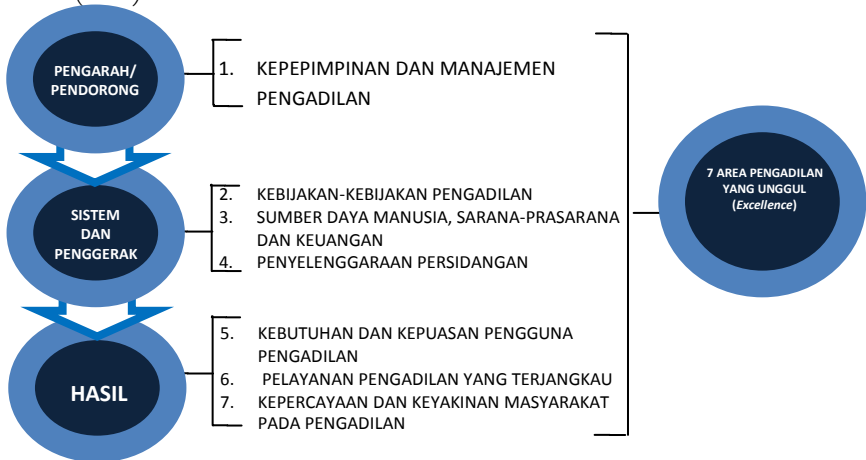 PENGARAH/
PENDORONG
1. KEPEPIMPINAN DAN MANAJEMEN
PENGADILAN
SISTEM
DAN
PENGGERAK
2. KEBIJAKAN-KEBIJAKAN PENGADILAN
3. SUMBER DAYA MANUSIA, SARANA-PRASARANA
DAN KEUANGAN
4. PENYELENGGARAAN PERSIDANGAN
HASIL
5. KEBUTUHAN DAN KEPUASAN PENGGUNA
PENGADILAN
6. PELAYANAN PENGADILAN YANG TERJANGKAU
7. KEPERCAYAAN DAN KEYAKINAN MASYARAKAT
PADA PENGADILAN
7 AREA PENGADILAN
YANG UNGGUL
(Excellence)